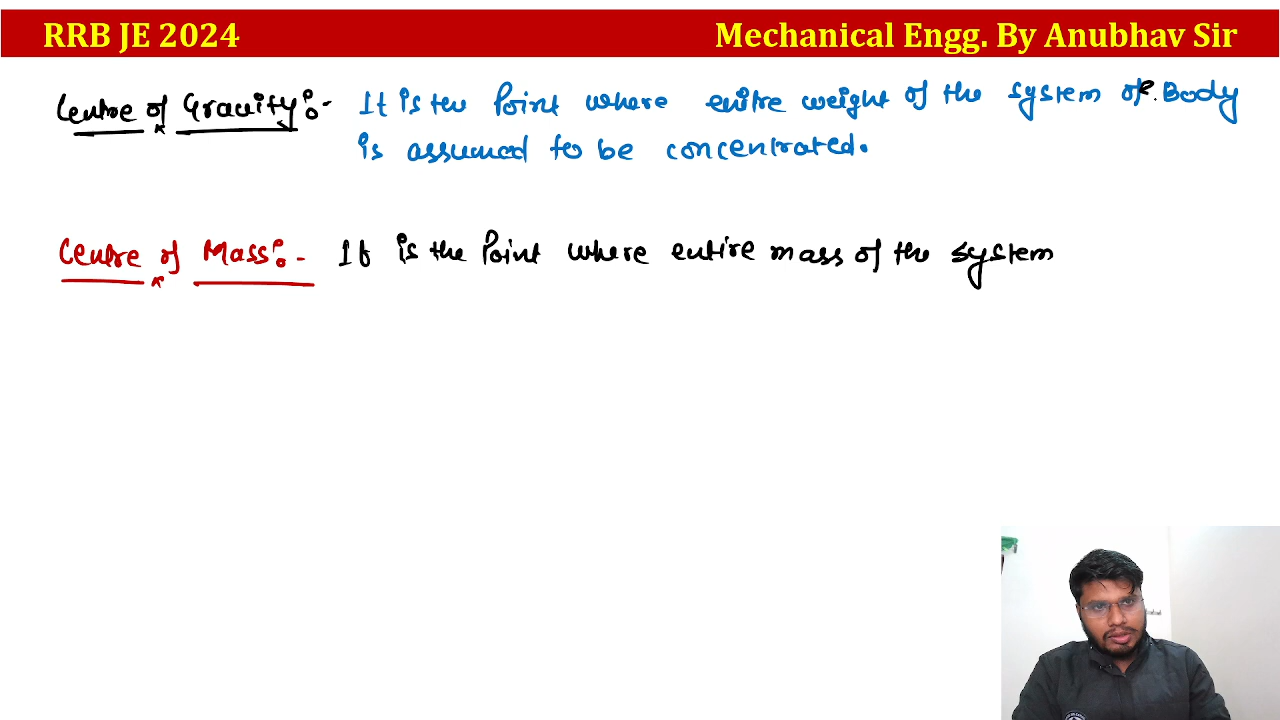 RRB JE 2024
Mechanical Engg. By Anubhav Sir
Centre of Gravity:- It is the Point where entire weight of the system of Body
is assumed to be concentrated.
Centre of Mass:- It is the Point where entire mass of the system